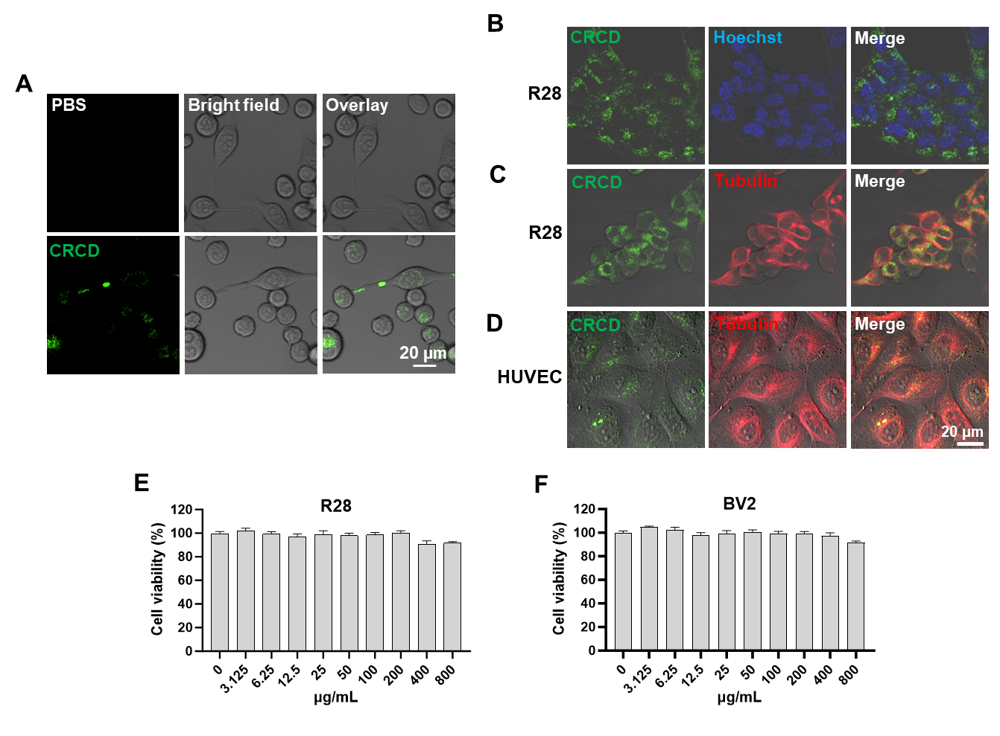 A
PBS
Bright field
Overlay
CRCD
20 µm
B
R28
CRCD
Hoechst
Merge
C
R28
CRCD
Tubulin
Merge
D
HUVEC
CRCD
Tubulin
Merge
20 µm
E
R28
Cell viability (%)
120
100
80
60
40
20
0
0 3.125 6.25 12.5 25 50 100 200 400 800
µg/mL
F
BV2
Cell viability (%)
120
100
80
60
40
20
0
0 3.125 6.25 12.5 25 50 100 200 400 800
µg/mL